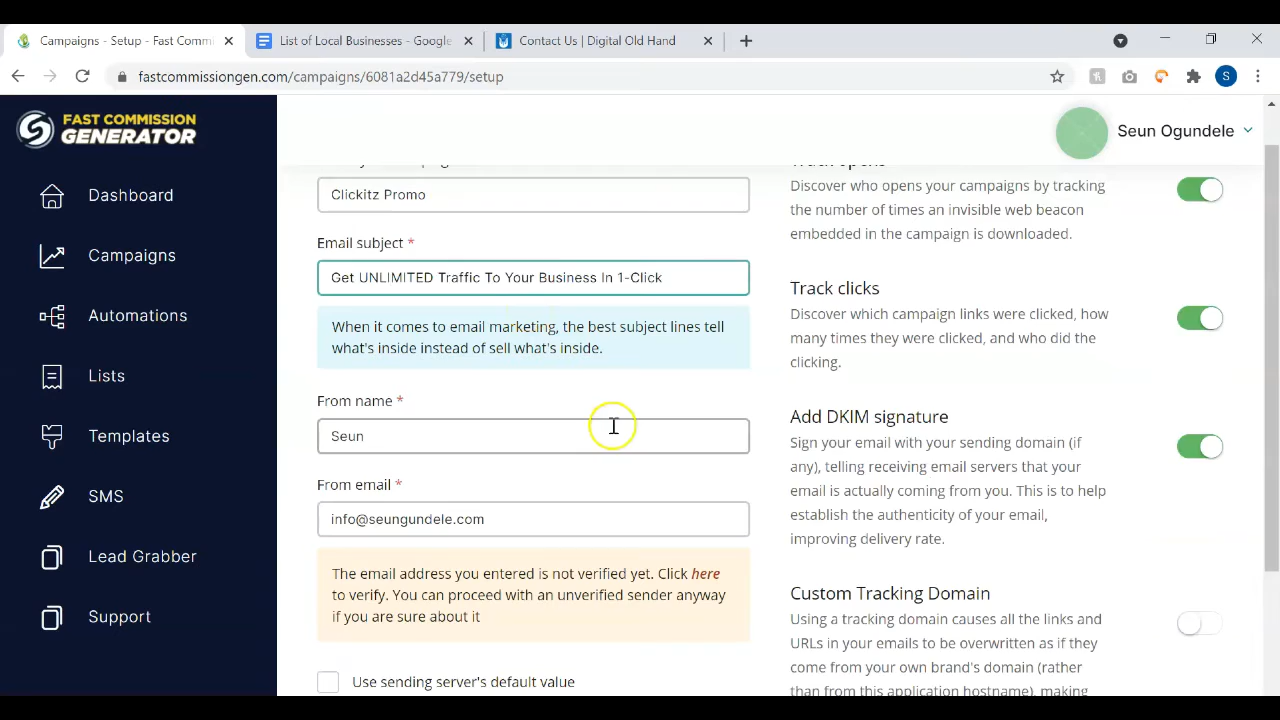 Campaigns - Setup - Fast Commi
List of Local Businesses - Google
Contact Us | Digital Old Hand
fastcommissiongen.com/campaigns/6081a2d45a779/setup
S
FAST COMMISSION
GENERATOR
Seun Ogundele
Dashboard
Campaigns
Automations
Lists
Templates
SMS
Lead Grabber
Support
Clickitz Promo
Email subject *
Get UNLIMITED Traffic To Your Business In 1-Click
When it comes to email marketing, the best subject lines tell
what's inside instead of sell what's inside.
From name *
Seun
From email *
info@seungundele.com
The email address you entered is not verified yet. Click here
to verify. You can proceed with an unverified sender anyway
if you are sure about it
Use sending server's default value
Track opens
Discover who opens your campaigns by tracking
the number of times an invisible web beacon
embedded in the campaign is downloaded.
Track clicks
Discover which campaign links were clicked, how
many times they were clicked, and who did the
clicking.
Add DKIM signature
Sign your email with your sending domain (if
any), telling receiving email servers that your
email is actually coming from you. This is to help
establish the authenticity of your email,
improving delivery rate.
Custom Tracking Domain
Using a tracking domain causes all the links and
URLs in your emails to be overwritten as if they
come from your own brand's domain (rather
than from this application hostname), making